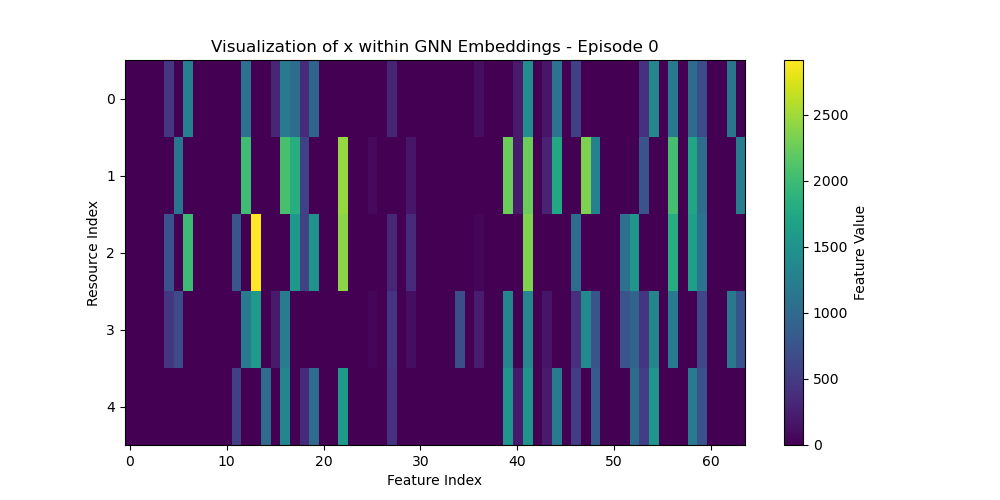 Visualization of x within GNN Embeddings - Episode 0
Resource Index
0
1
2
3
4
0 10 20 30 40 50 60
Feature Index
2500
2000
1500
1000
500
0
Feature Value